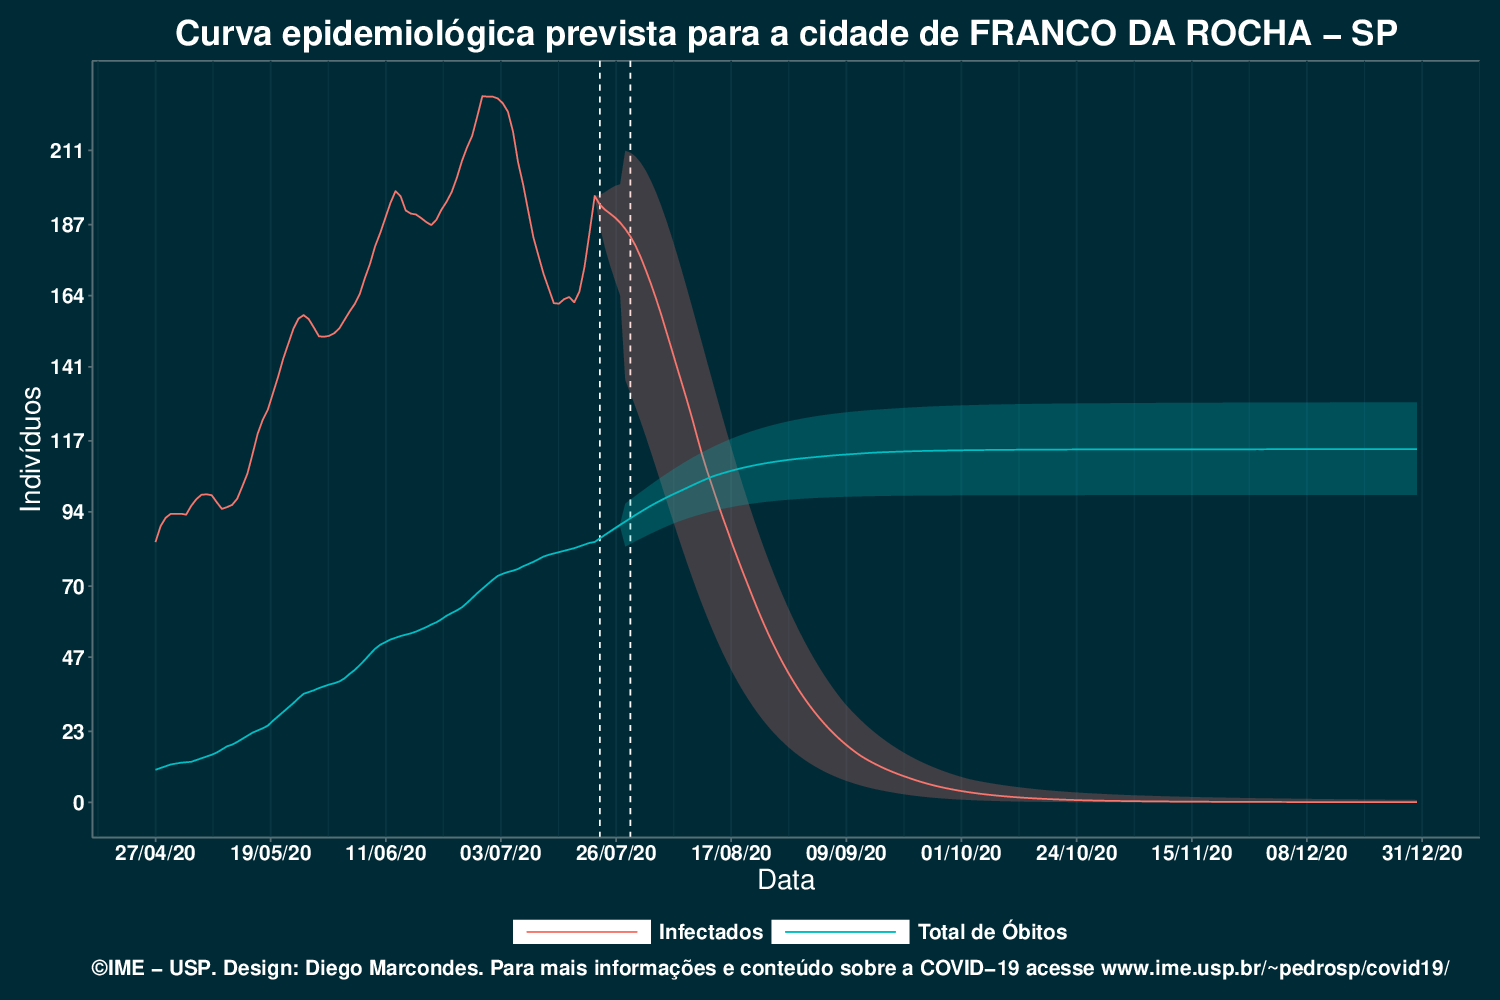 Curva epidemiológica prevista para a cidade de FRANCO DA ROCHA – SP
Indivíduos
211
187
164
141
117
94
70
47
23
0
27/04/20 19/05/20 11/06/20 03/07/20 26/07/20 17/08/20 09/09/20 01/10/20 24/10/20 15/11/20 08/12/20 31/12/20
Data
Infectados Total de Óbitos
©IME – USP. Design: Diego Marcondes. Para mais informações e conteúdo sobre a COVID–19 acesse www.ime.usp.br/~pedrosp/covid19/